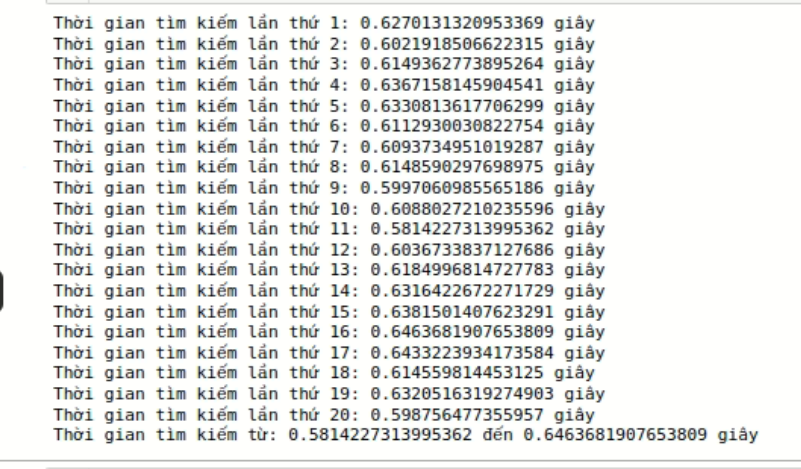 Thời gian tìm kiếm lần thứ 1: 0.6270131320953369 giây
Thời gian tìm kiếm lần thứ 2: 0.6021918506622315 giây
Thời gian tìm kiếm lần thứ 3: 0.6149362773895264 giây
Thời gian tìm kiếm lần thứ 4: 0.6367158145904541 giây
Thời gian tìm kiếm lần thứ 5: 0.6330813617706299 giây
Thời gian tìm kiếm lần thứ 6: 0.6112930030822754 giây
Thời gian tìm kiếm lần thứ 7: 0.6093734951019287 giây
Thời gian tìm kiếm lần thứ 8: 0.6148590297698975 giây
Thời gian tìm kiếm lần thứ 9: 0.5997060985565186 giây
Thời gian tìm kiếm lần thứ 10: 0.6088027210235596 giây
Thời gian tìm kiếm lần thứ 11: 0.5814227313995362 giây
Thời gian tìm kiếm lần thứ 12: 0.6036733837127686 giây
Thời gian tìm kiếm lần thứ 13: 0.6184996814727783 giây
Thời gian tìm kiếm lần thứ 14: 0.6316422672271729 giây
Thời gian tìm kiếm lần thứ 15: 0.6381501407623291 giây
Thời gian tìm kiếm lần thứ 16: 0.6463681907653809 giây
Thời gian tìm kiếm lần thứ 17: 0.6433223934173584 giây
Thời gian tìm kiếm lần thứ 18: 0.614559814453125 giây
Thời gian tìm kiếm lần thứ 19: 0.6320516319274903 giây
Thời gian tìm kiếm lần thứ 20: 0.598756477355957 giây
Thời gian tìm kiếm từ: 0.5814227313995362 đến 0.6463681907653809 giây